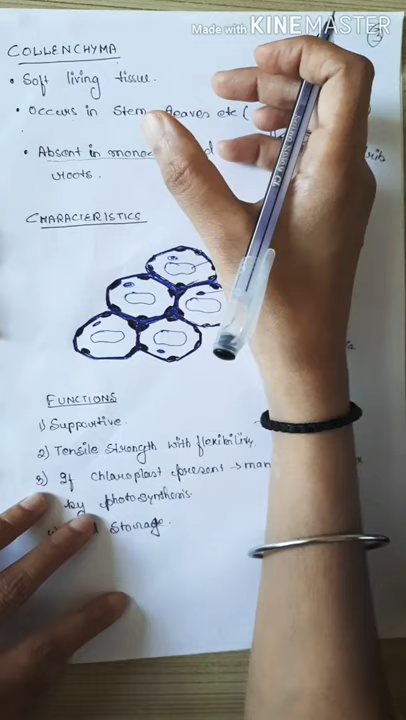 Made with KINEMASTER
COLLENCHYMA
• Soft living tissue.
• Occurs in Stem, leaves etc (
• Absent in monoc
roots.
CHARACTERISTICS
FUNCTIONS
1) Supportive.
2) Tensile Strength with flexibility.
3) If Chloroplast present → man
by photosynthesis.
Storage.